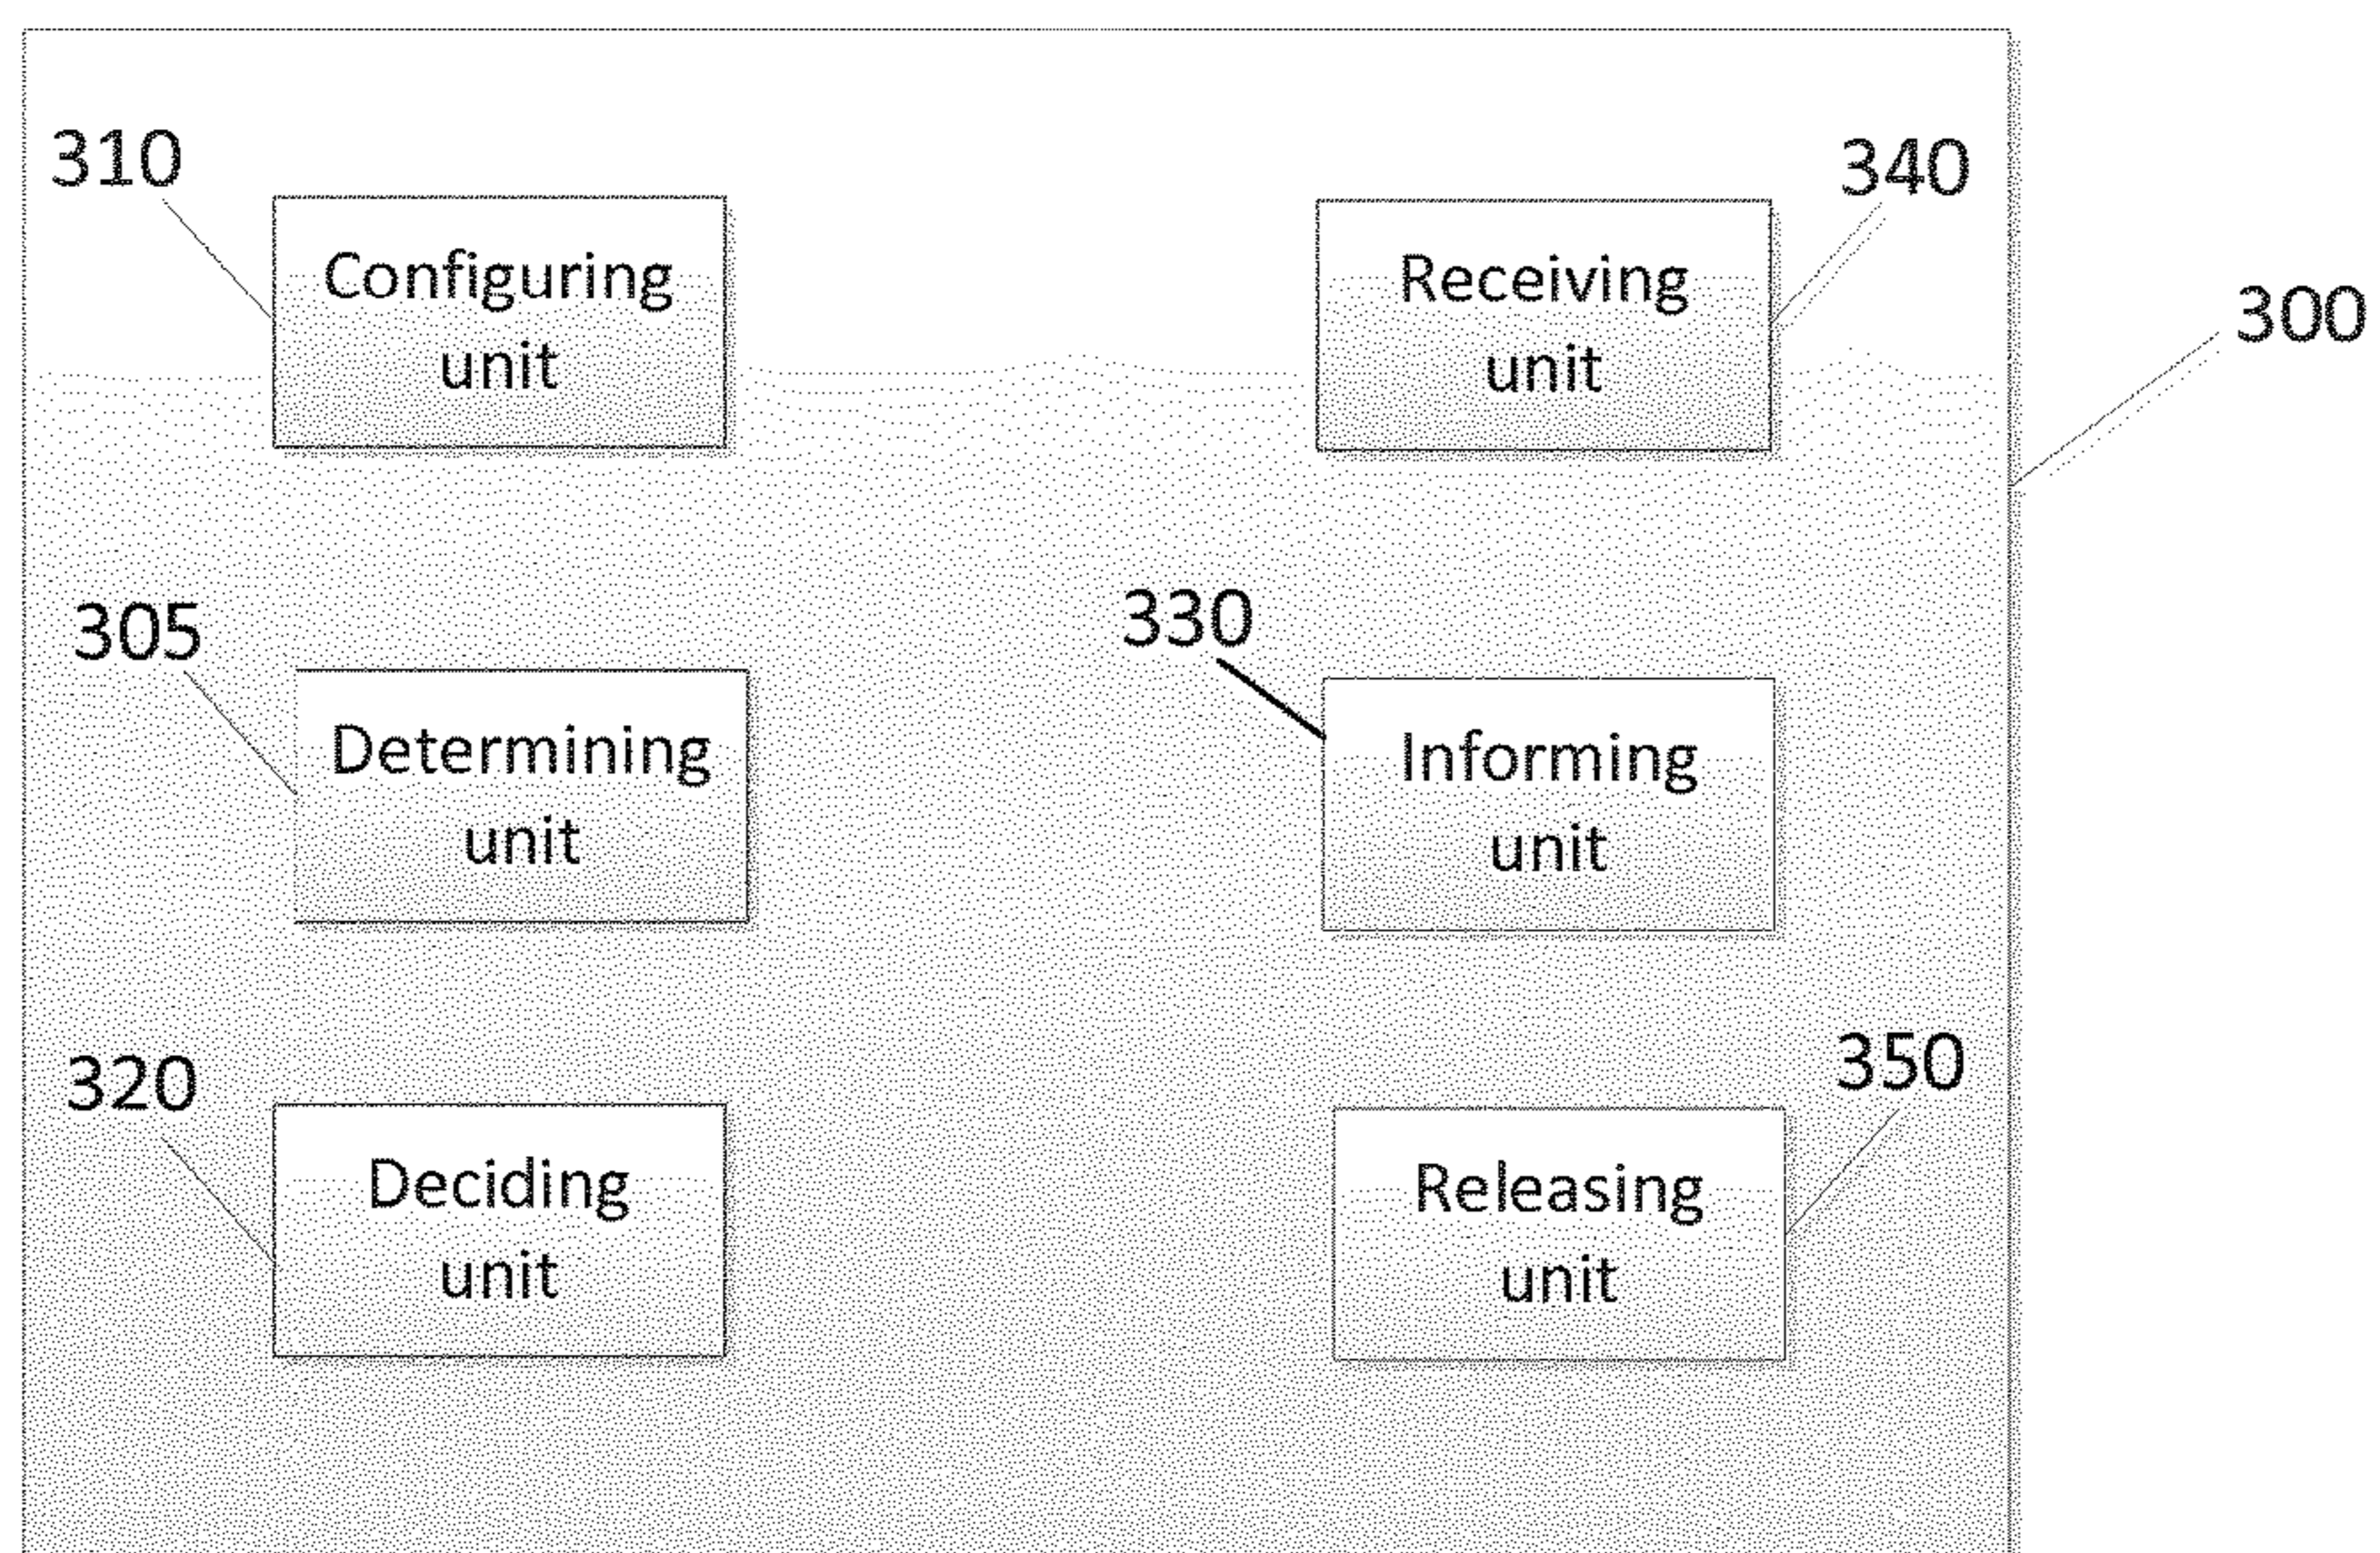 310
340
Configuring
unit
Receiving
unit
300
305
330
Determining
unit
Informing
unit
320
350
Deciding
unit
Releasing
unit